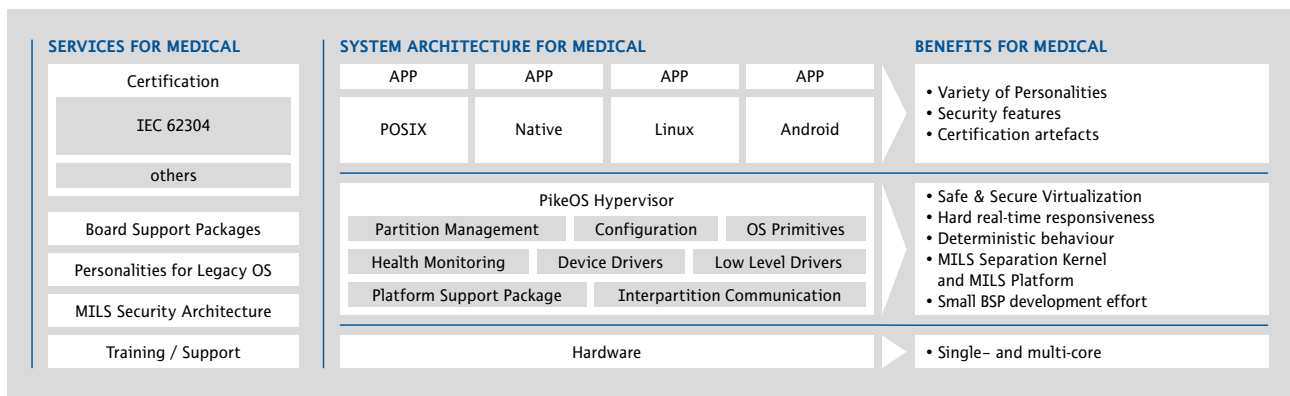 SERVICES FOR MEDICAL
Certification
IEC 62304
others
Board Support Packages
Personalities for Legacy OS
MILS Security Architecture
Training / Support
SYSTEM ARCHITECTURE FOR MEDICAL
APP APP APP APP
POSIX Native Linux Android
PikeOS Hypervisor
Partition Management Configuration OS Primitives
Health Monitoring Device Drivers Low Level Drivers
Platform Support Package Interpartition Communication
Hardware
BENEFITS FOR MEDICAL
• Variety of Personalities
• Security features
• Certification artefacts
• Safe & Secure Virtualization
• Hard real-time responsiveness
• Deterministic behaviour
• MILS Separation Kernel
and MILS Platform
• Small BSP development effort
• Single– and multi-core